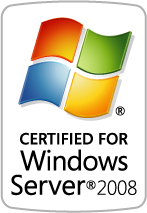 ®
CERTIFIED FOR
Windows
Server®2008